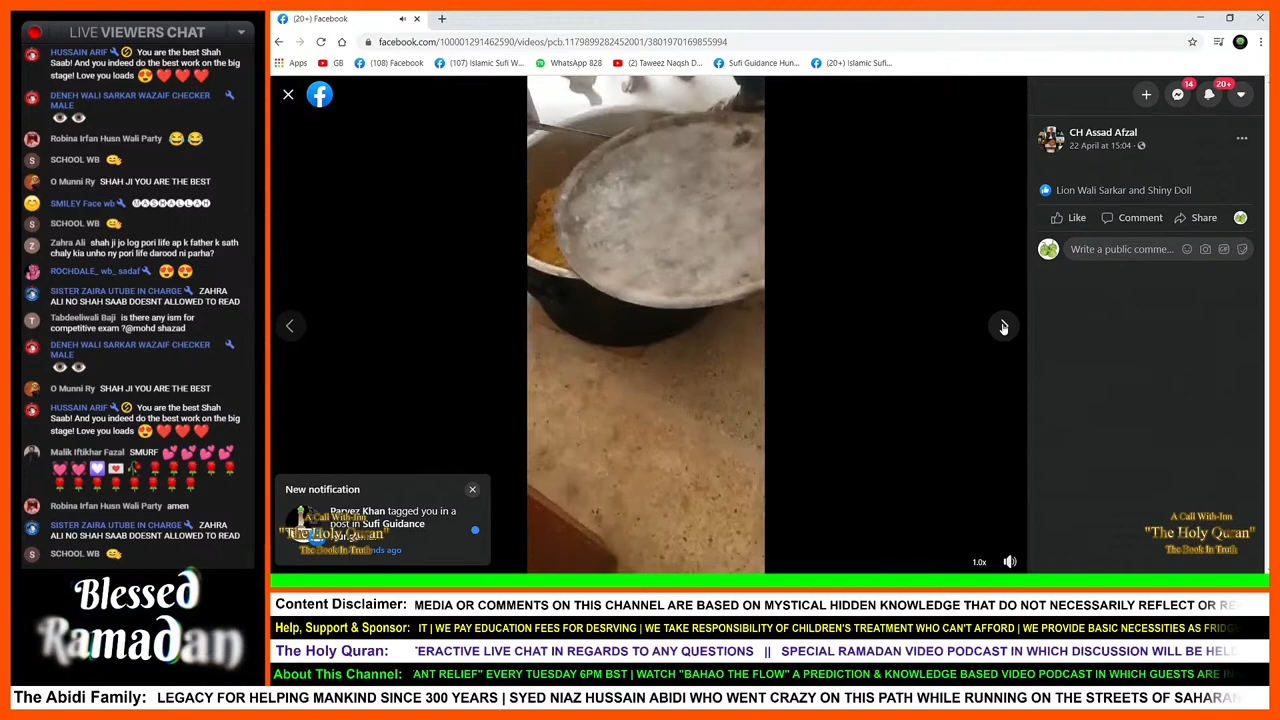 LIVE VIEWERS CHAT
HUSSAIN ARIF You are the best Shah
Saab! And you indeed do the best work on the big
stage! Love you loads 😍❤️❤️❤️
DENEH WALI SARKAR WAZAIF CHECKER
MALE
👁👁
Robina Irfan Husn Wali Party 😂😂
S SCHOOL WB
O Munni Ry SHAH JI YOU ARE THE BEST
SMILEY Face wb 🅜🅐🅢🅗🅐🅛🅛🅐🅗
S SCHOOL WB
Z Zahra Ali shah ji jo log pori life ap k father k sath
chaly kia unho ny pori life darood ni parha?
ROCHDALE_ wb_ sadaf 😍😍
SISTER ZAIRA UTUBE IN CHARGE ZAHRA
ALI NO SHAH SAAB DOESNT ALLOWED TO READ
T Tabdeeliwali Baji is there any ism for
competitive exam ?@mohd shazad
DENEH WALI SARKAR WAZAIF CHECKER
MALE
👁👁
O Munni Ry SHAH JI YOU ARE THE BEST
HUSSAIN ARIF You are the best Shah
Saab! And you indeed do the best work on the big
stage! Love you loads 😍❤️❤️❤️
Malik Iftikhar Fazal SMURF 💕💕💕💕
Robina Irfan Husn Wali Party amen
SISTER ZAIRA UTUBE IN CHARGE ZAHRA
ALI NO SHAH SAAB DOESNT ALLOWED TO READ
S SCHOOL WB
Blessed
Ramadan
(20+) Facebook
facebook.com/100001291462590/videos/pcb.1179899282452001/3801970169855994
Apps GB (108) Facebook (107) Islamic Sufi W... WhatsApp 828 (2) Taweez Naqsh D... Sufi Guidance Hun... (20+) Islamic Suf...
14 20+
CH Assad Afzal
22 April at 15:04
Lion Wali Sarkar and Shiny Doll
Like Comment Share
Write a public comme...
New notification
Parvez Khan tagged you in a
post in Sufi Guidance
ago
A Call With-Inn
"The Holy Quran"
The Book In Truth
A Call With-Inn
"The Holy Quran"
The Book In Truth
1.0x
Content Disclaimer: MEDIA OR COMMENTS ON THIS CHANNEL ARE BASED ON MYSTICAL HIDDEN KNOWLEDGE THAT DO NOT NECESSARILY REFLECT OR
Help, Support & Sponsor: IT | WE PAY EDUCATION FEES FOR DESRVING | WE TAKE RESPONSIBILITY OF CHILDREN'S TREATMENT WHO CAN'T AFFORD | WE PROVIDE BASIC NECESSITIES AS
The Holy Quran: ERACTIVE LIVE CHAT IN REGARDS TO ANY QUESTIONS || SPECIAL RAMADAN VIDEO PODCAST IN WHICH DISCUSSION WILL BE
About This Channel: ANT RELIEF" EVERY TUESDAY 6PM BST | WATCH "BAHAO THE FLOW" A PREDICTION & KNOWLEDGE BASED VIDEO PODCAST IN WHICH GUESTS ARE
The Abidi Family: LEGACY FOR HELPING MANKIND SINCE 300 YEARS | SYED NIAZ HUSSAIN ABIDI WHO WENT CRAZY ON THIS PATH WHILE RUNNING ON THE STREETS OF